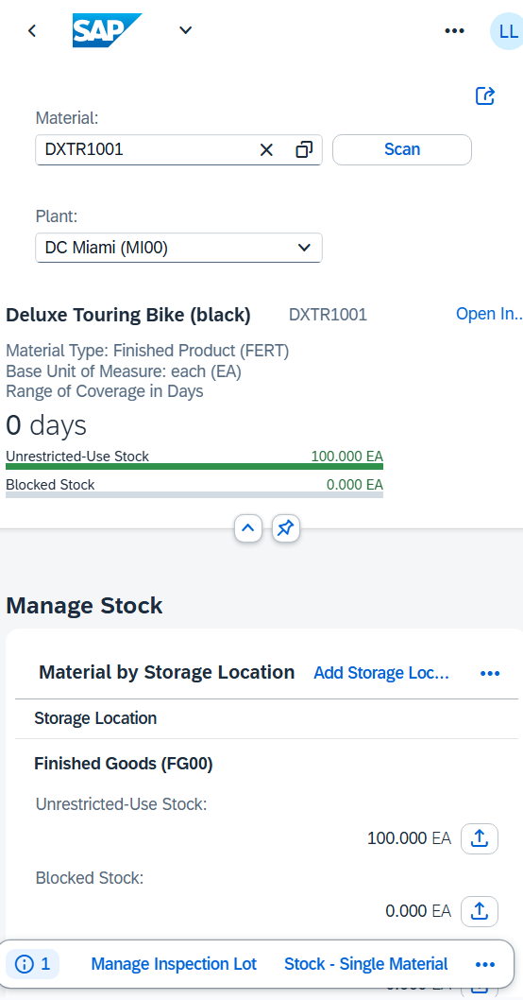 SAP
LL
Material:
DXTR1001
Scan
Plant:
DC Miami (MI00)
Deluxe Touring Bike (black) DXTR1001 Open In...
Material Type: Finished Product (FERT)
Base Unit of Measure: each (EA)
Range of Coverage in Days
0 days
Unrestricted-Use Stock 100.000 EA
Blocked Stock 0.000 EA
Manage Stock
Material by Storage Location Add Storage Loc...
Storage Location
Finished Goods (FG00)
Unrestricted-Use Stock:
100.000 EA
Blocked Stock:
0.000 EA
1 Manage Inspection Lot Stock - Single Material